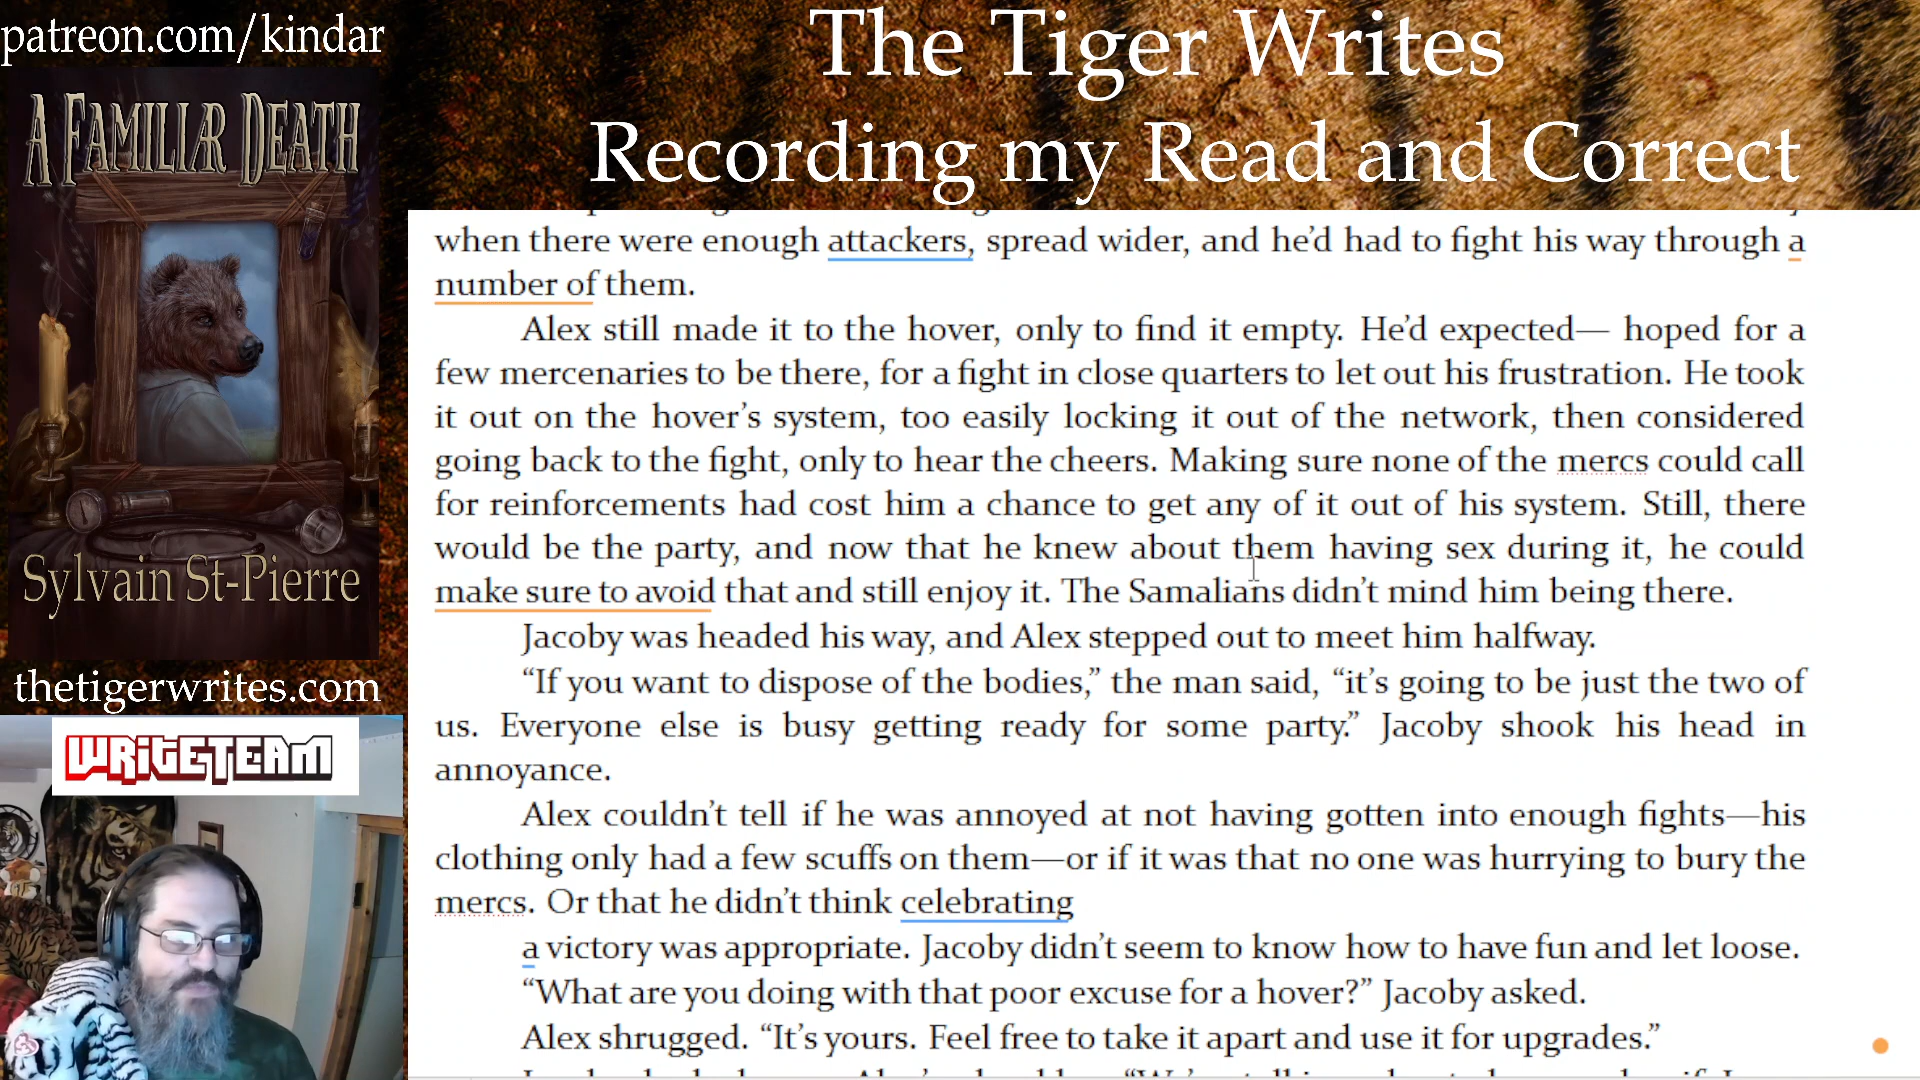 patreon.com/kindar
The Tiger Writes
Recording my Read and Correct
A FAMILIAR DEATH
Sylvain St-Pierre
thetigerwrites.com
WRITETEAM
when there were enough attackers, spread wider, and he’d had to fight his way through a
number of them.
Alex still made it to the hover, only to find it empty. He’d expected— hoped for a
few mercenaries to be there, for a fight in close quarters to let out his frustration. He took
it out on the hover’s system, too easily locking it out of the network, then considered
going back to the fight, only to hear the cheers. Making sure none of the mercs could call
for reinforcements had cost him a chance to get any of it out of his system. Still, there
would be the party, and now that he knew about them having sex during it, he could
make sure to avoid that and still enjoy it. The Samalians didn’t mind him being there.
Jacoby was headed his way, and Alex stepped out to meet him halfway.
“If you want to dispose of the bodies,” the man said, “it’s going to be just the two of
us. Everyone else is busy getting ready for some party.” Jacoby shook his head in
annoyance.
Alex couldn’t tell if he was annoyed at not having gotten into enough fights—his
clothing only had a few scuffs on them—or if it was that no one was hurrying to bury the
mercs. Or that he didn’t think celebrating
a victory was appropriate. Jacoby didn’t seem to know how to have fun and let loose.
“What are you doing with that poor excuse for a hover?” Jacoby asked.
Alex shrugged. “It’s yours. Feel free to take it apart and use it for upgrades.”